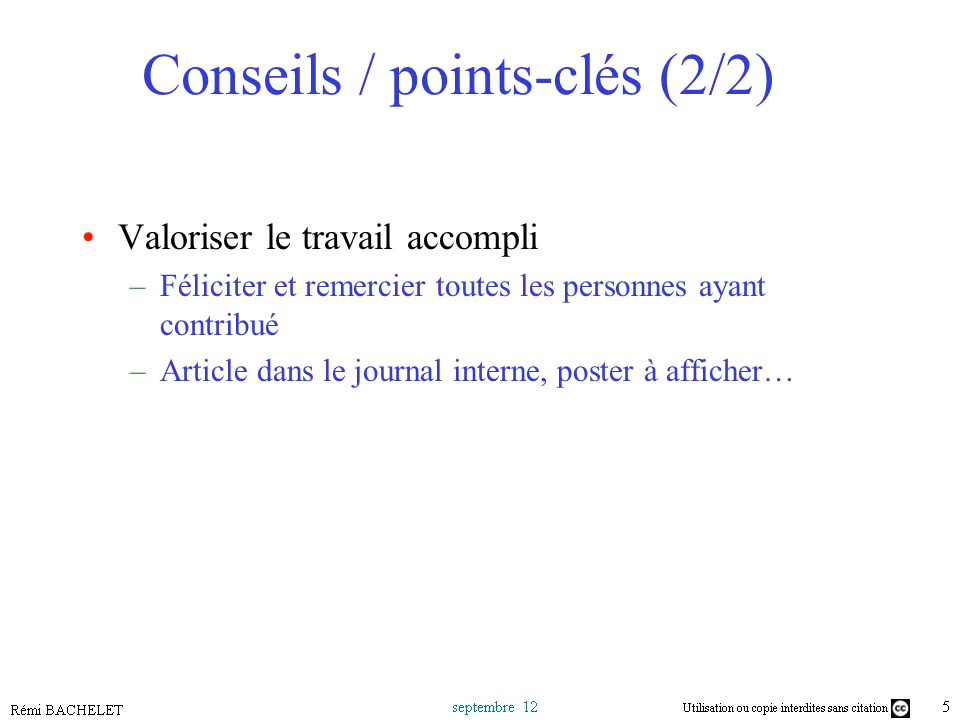 Conseils / points-clés (2/2)
• Valoriser le travail accompli
– Féliciter et remercier toutes les personnes ayant
contribué
– Article dans le journal interne, poster à afficher…
Rémi BACHELET
septembre 12
Utilisation ou copie interdites sans citation
cc
5